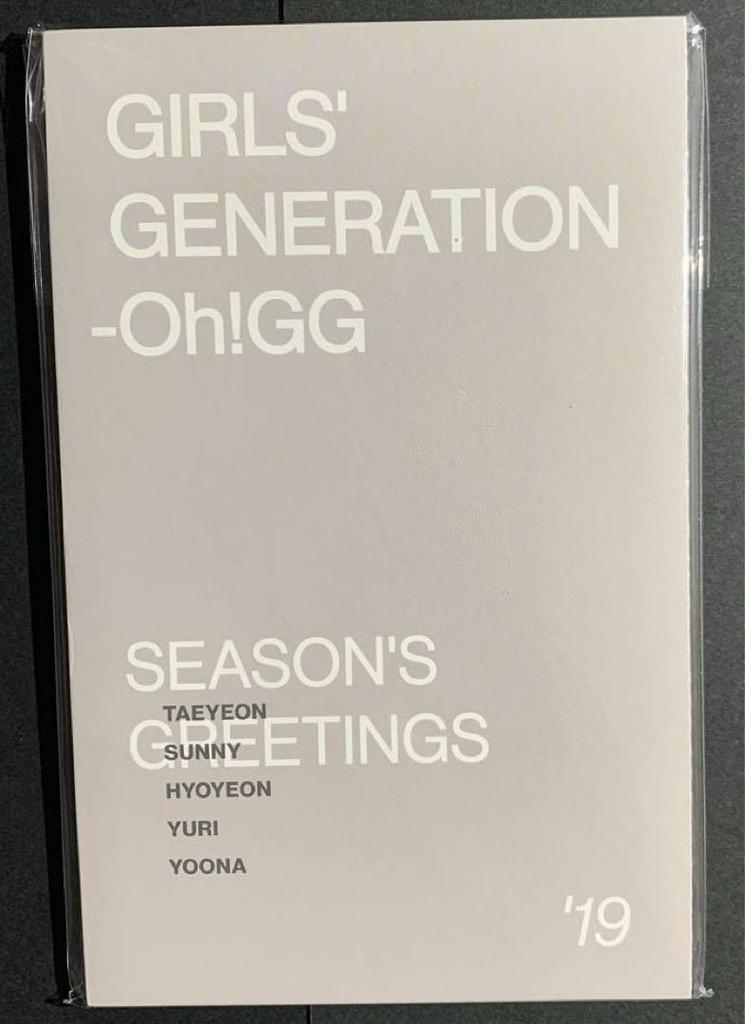 GIRLS'
GENERATION
-Oh!GG
SEASON'S
TAEYEON
GREETINGS
SUNNY
HYOYEON
YURI
YOONA
'19